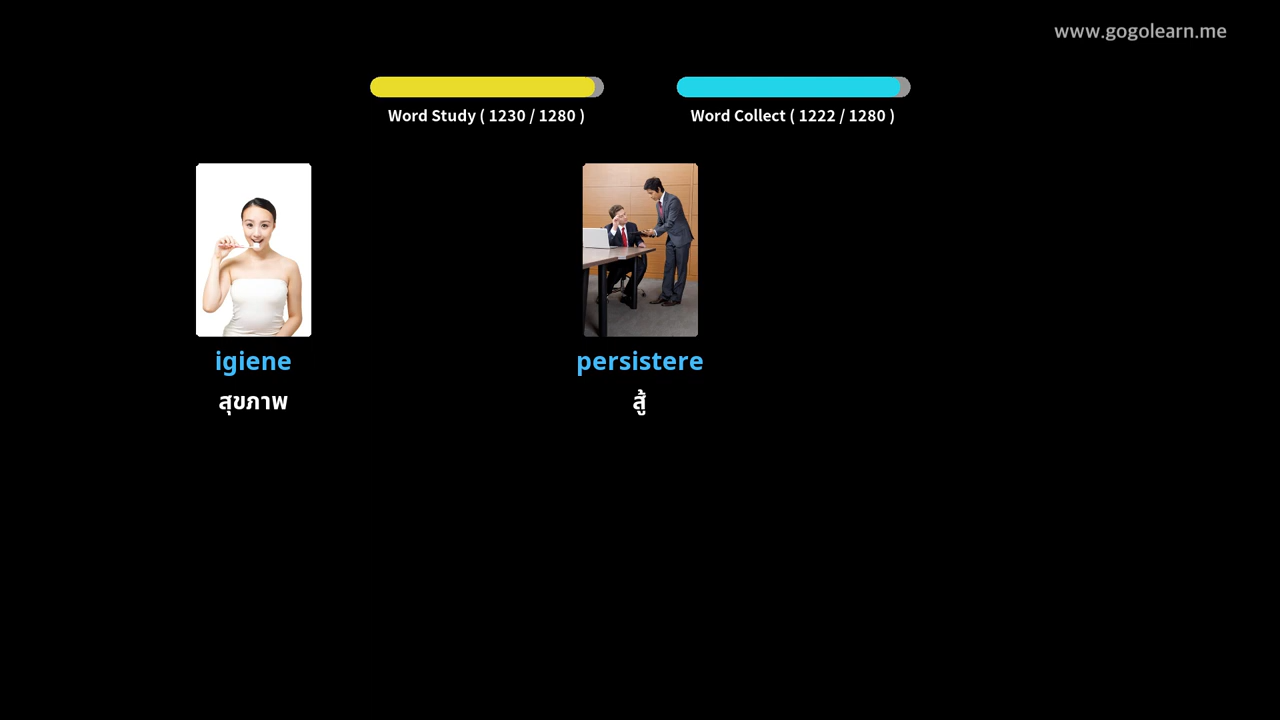 www.gogolearn.me
Word Study ( 1230 / 1280 )
Word Collect ( 1222 / 1280 )
igiene
persistere
สุขภาพ
สู้